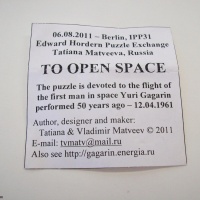 06.08.2011 – Berlin, IPP31
Edward Hordern Puzzle Exchange
Tatiana Matveeva, Russia
TO OPEN SPACE
The puzzle is devoted to the flight of
the first man in space Yuri Gagarin
performed 50 years ago – 12.04.1961
Author, designer and maker:
Tatiana & Vladimir Matveev © 2011
E-mail: tvmatv@mail.ru
Also see http://gagarin.energia.ru